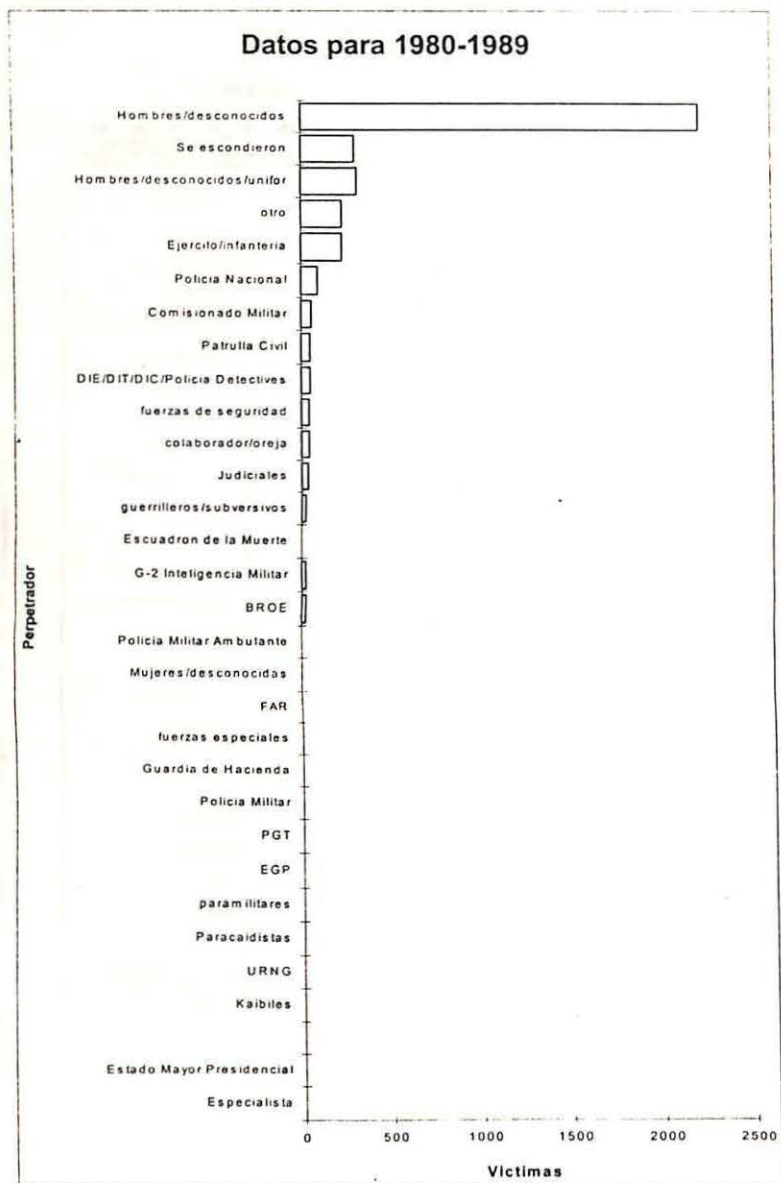 Datos para 1980-1989
Hombres/desconocidos
Se escondieron
Hombres/desconocidos/unifor
otro
Ejercito/infanteria
Policia Nacional
Comisionado Militar
Patrulla Civil
DIE/DIT/DIC/Policia Detectives
fuerzas de seguridad
colaborador/oreja
Judiciales
guerrilleros/subversivos
Escuadron de la Muerte
G-2 Inteligencia Militar
BROE
Policia Militar Ambulante
Mujeres/desconocidas
FAR
fuerzas especiales
Guardia de Hacienda
Policia Militar
PGT
EGP
paramilitares
Paracaidistas
URNG
Kaibiles
Estado Mayor Presidencial
Especialista
Perpetrador
0 500 1000 1500 2000 2500
Victimas